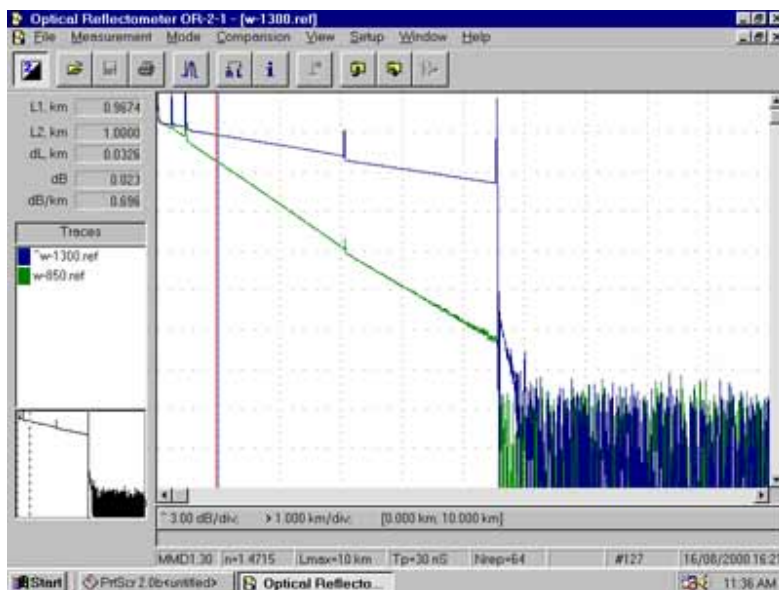 Optical Reflectometer OR-2-1 - [w-1300.ref]
File Measurement Mode Comparision View Setup Window Help
L1, km 0.9674
L2, km 1.0000
dL, km 0.0326
dB 0.023
dB/km 0.696
Traces
^w-1300.ref
w-850.ref
^ 3.00 dB/div; > 1.000 km/div; [0.000 km; 10.000 km]
MMD1.30 n=1.4715 Lmax=10 km Tp=30 nS Nrep=64 #127 16/08/2000 16:2
Start PrtScr 2.0b<untitled> Optical Reflecto... 11:36 AM